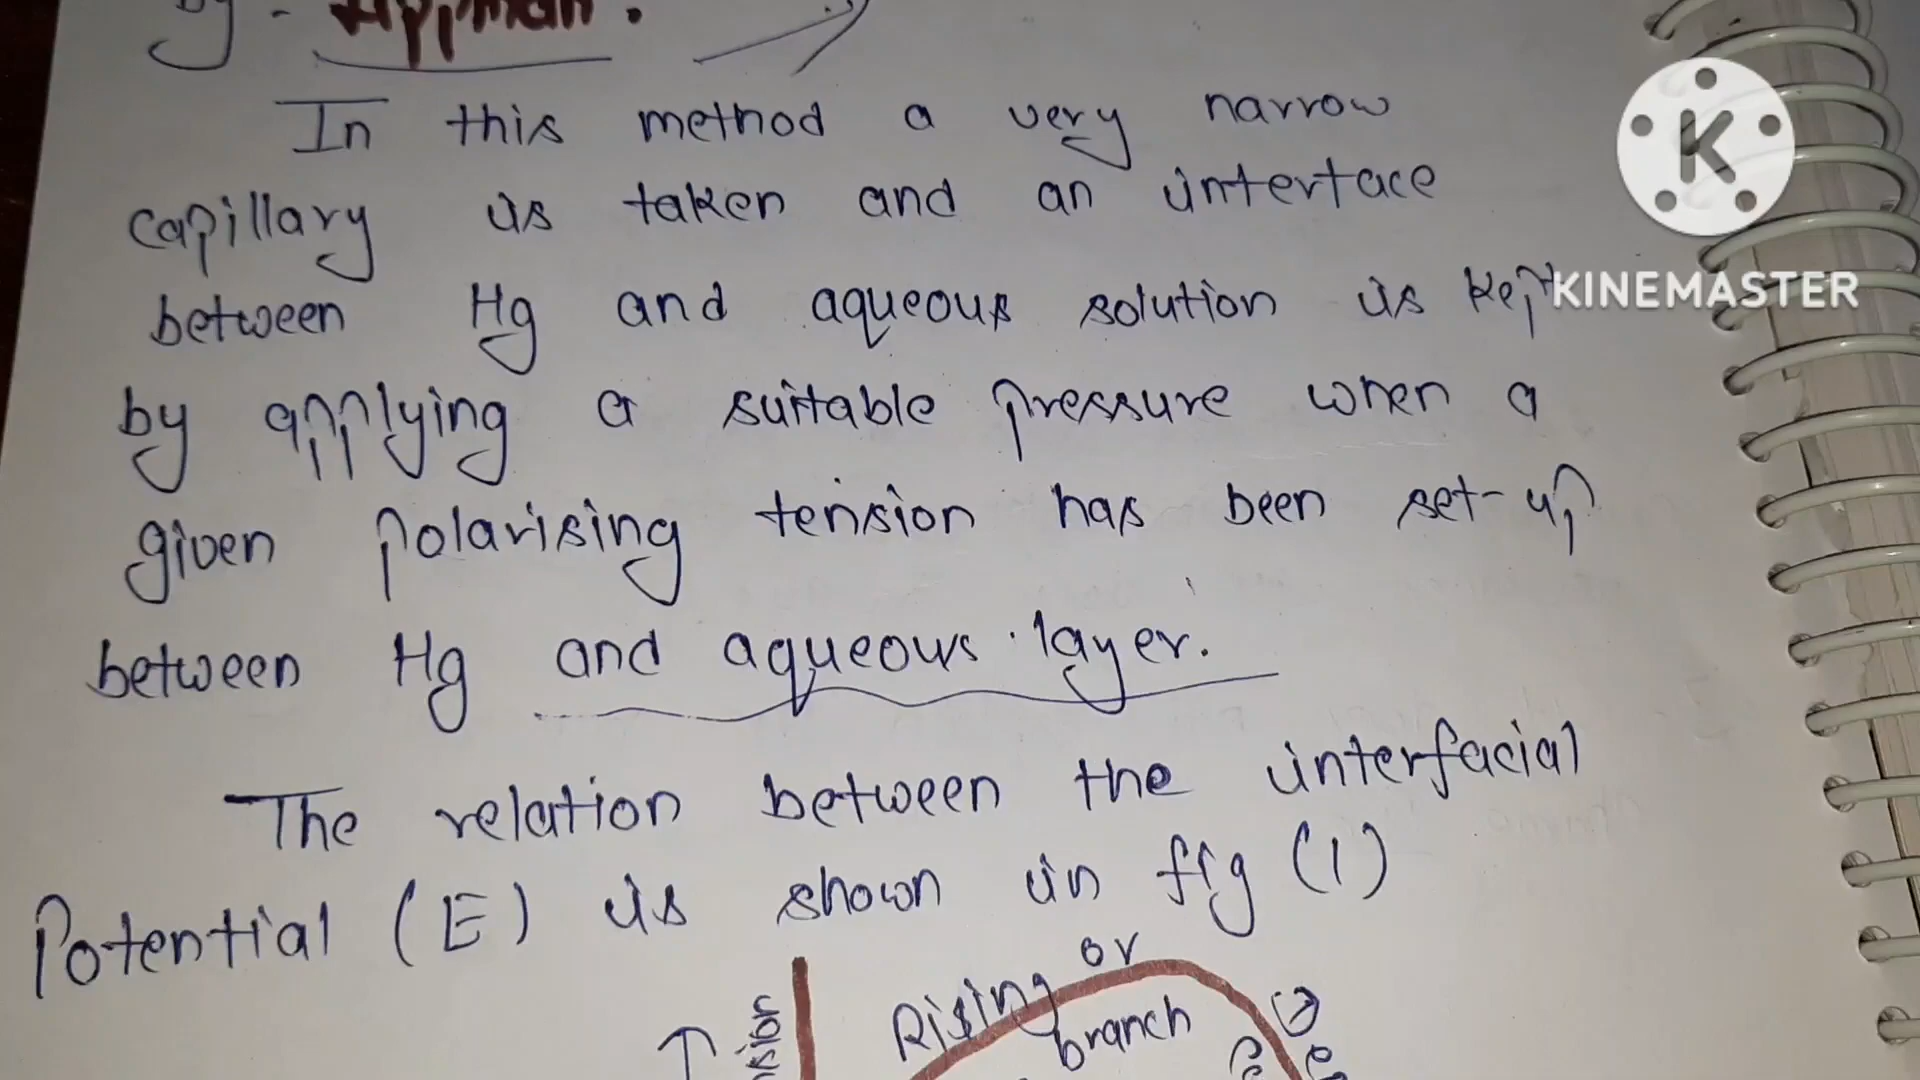 by - Lippman.
In this method a very narrow
capillary is taken and an interface
between Hg and aqueous solution is kept
by applying a suitable pressure when a
given polarising tension has been set-up
between Hg and aqueous layer.
The relation between the interfacial
Potential (E) is shown in fig (1)
Rising or
branch
K
KINEMASTER